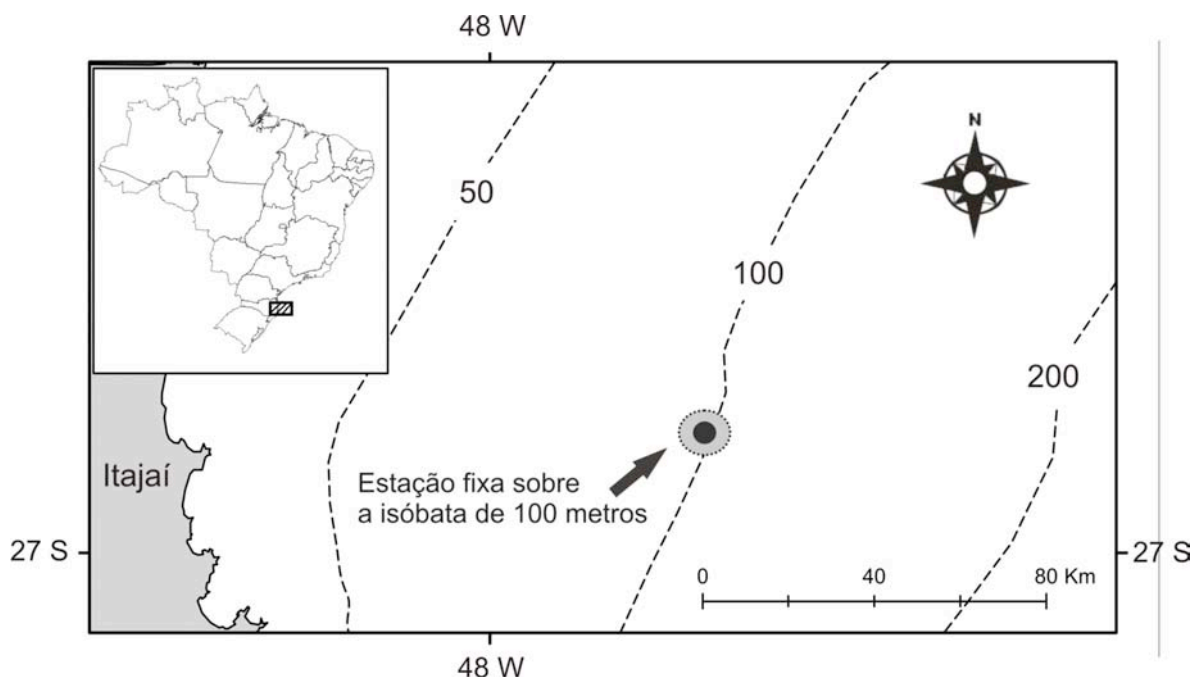 48 W
N
50
100
200
Itajaí
Estação fixa sobre
a isóbata de 100 metros
27 S
27 S
0 40 80 Km
48 W